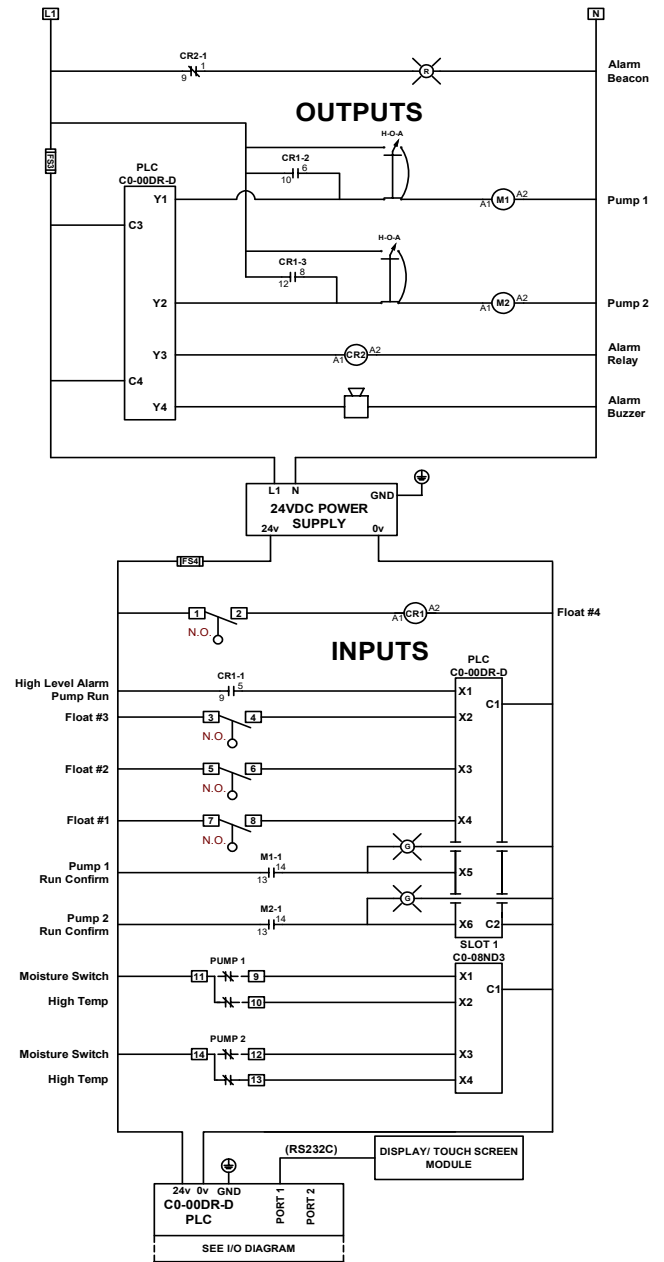 L1
N
CR2-1
1
9
R
Alarm
Beacon
OUTPUTS
FS3
H-O-A
CR1-2
6
10
PLC
C0-00DR-D
Y1
M1
A1
A2
Pump 1
C3
H-O-A
CR1-3
8
12
Y2
M2
A1
A2
Pump 2
Y3
CR2
A1
A2
Alarm
Relay
C4
Y4
Alarm
Buzzer
L1 N
GND
24VDC POWER
SUPPLY
24v
0v
FS4
1
2
N.O.
CR1
A1
A2
Float #4
INPUTS
PLC
C0-00DR-D
High Level Alarm
Pump Run
CR1-1
5
9
X1
C1
Float #3
3
4
N.O.
X2
Float #2
5
6
N.O.
X3
Float #1
7
8
N.O.
X4
G
Pump 1
Run Confirm
M1-1
14
13
X5
G
Pump 2
Run Confirm
M2-1
14
13
X6 C2
SLOT 1
C0-08ND3
PUMP 1
Moisture Switch
11
9
X1
C1
High Temp
10
X2
PUMP 2
Moisture Switch
14
12
X3
High Temp
13
X4
(RS232C)
DISPLAY/ TOUCH SCREEN
MODULE
24v 0v GND
C0-00DR-D
PLC
PORT 1
PORT 2
SEE I/O DIAGRAM